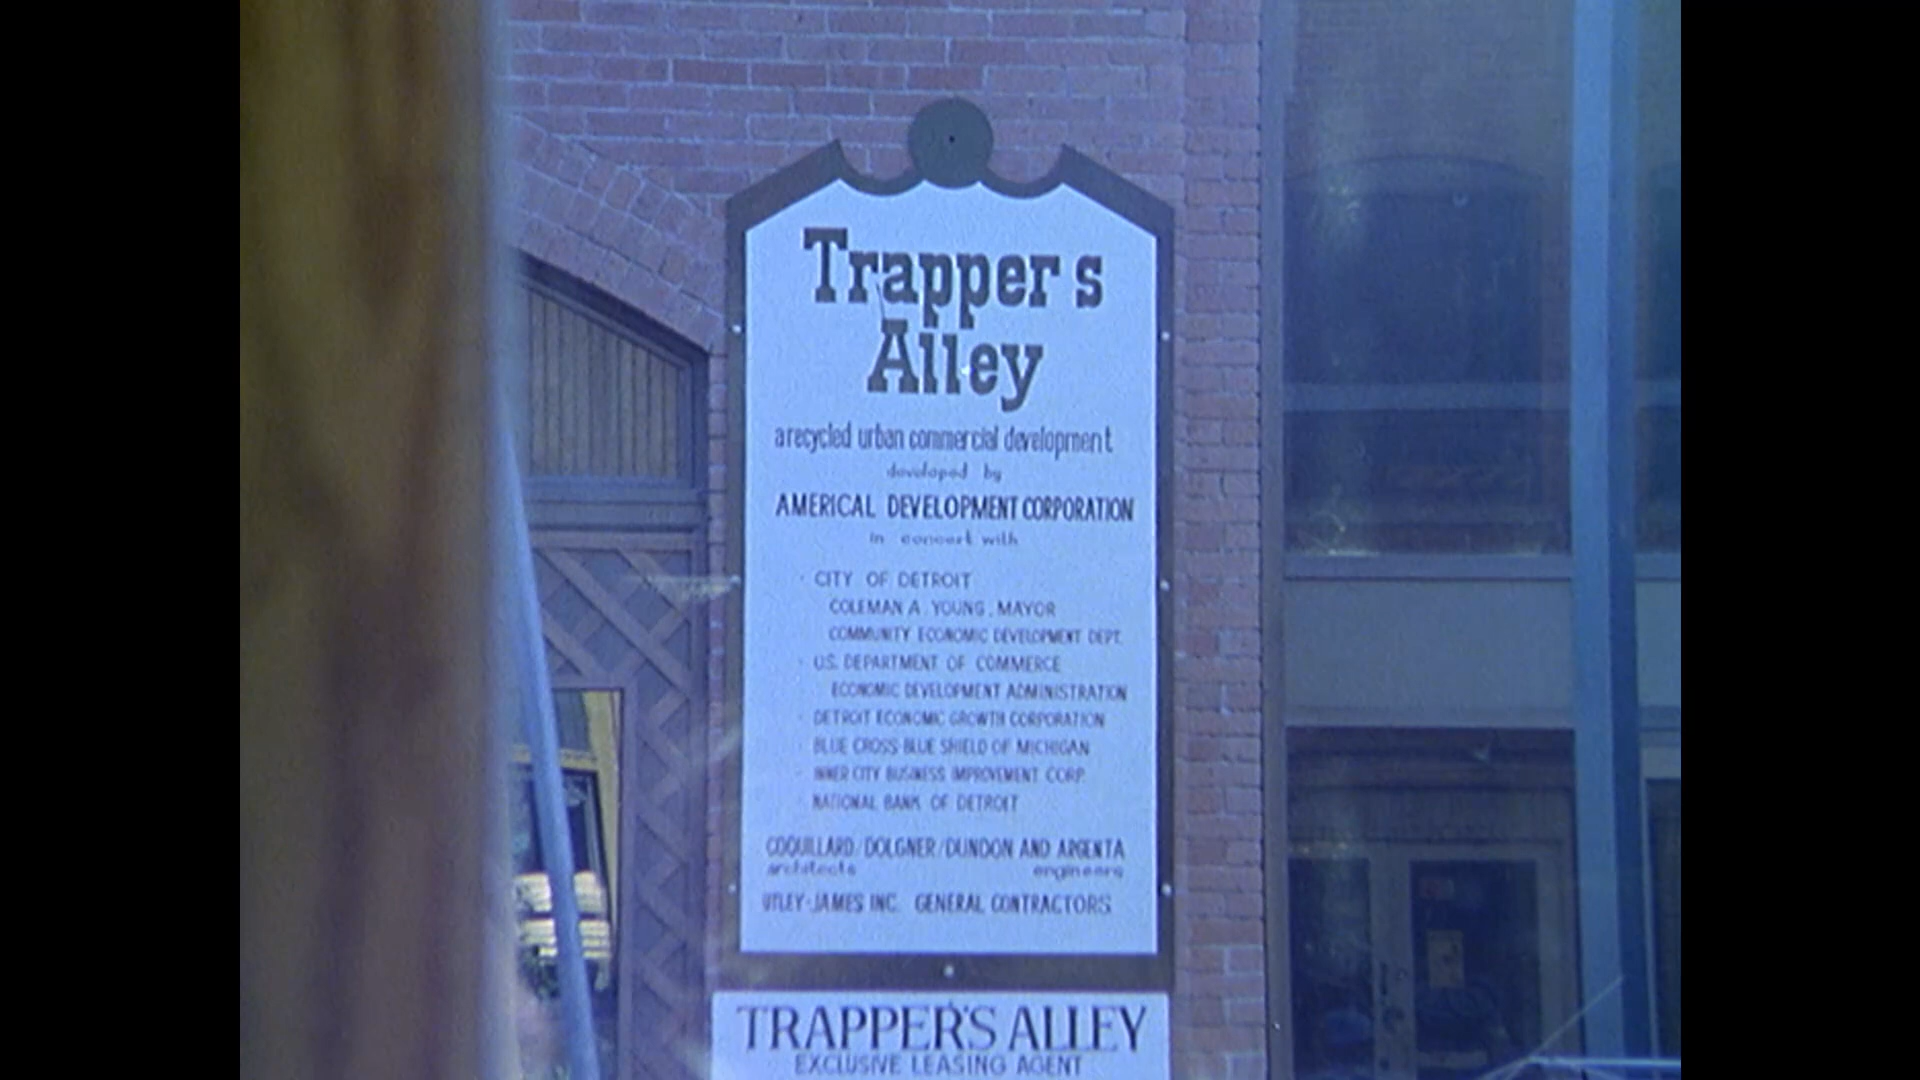 Trapper s
Alley
a recycled urban commercial development
developed by
AMERICAL DEVELOPMENT CORPORATION
in concert with
· CITY OF DETROIT
COLEMAN A. YOUNG, MAYOR
COMMUNITY ECONOMIC DEVELOPMENT DEPT.
· U.S. DEPARTMENT OF COMMERCE
ECONOMIC DEVELOPMENT ADMINISTRATION
· DETROIT ECONOMIC GROWTH CORPORATION
· BLUE CROSS-BLUE SHIELD OF MICHIGAN
· INNER CITY BUSINESS IMPROVEMENT CORP.
· NATIONAL BANK OF DETROIT
COQUILLARD/DOLGNER/DUNDON AND ARGENTA
architects engineers
UTLEY-JAMES INC. GENERAL CONTRACTORS
TRAPPER'S ALLEY
EXCLUSIVE LEASING AGENT